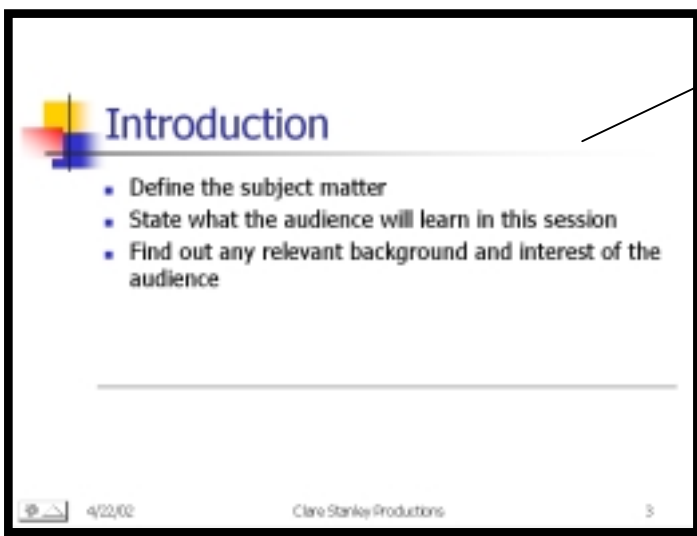 Introduction
Define the subject matter
State what the audience will learn in this session
Find out any relevant background and interest of the
audience
4/22/02 Clare Stanley Productions 3